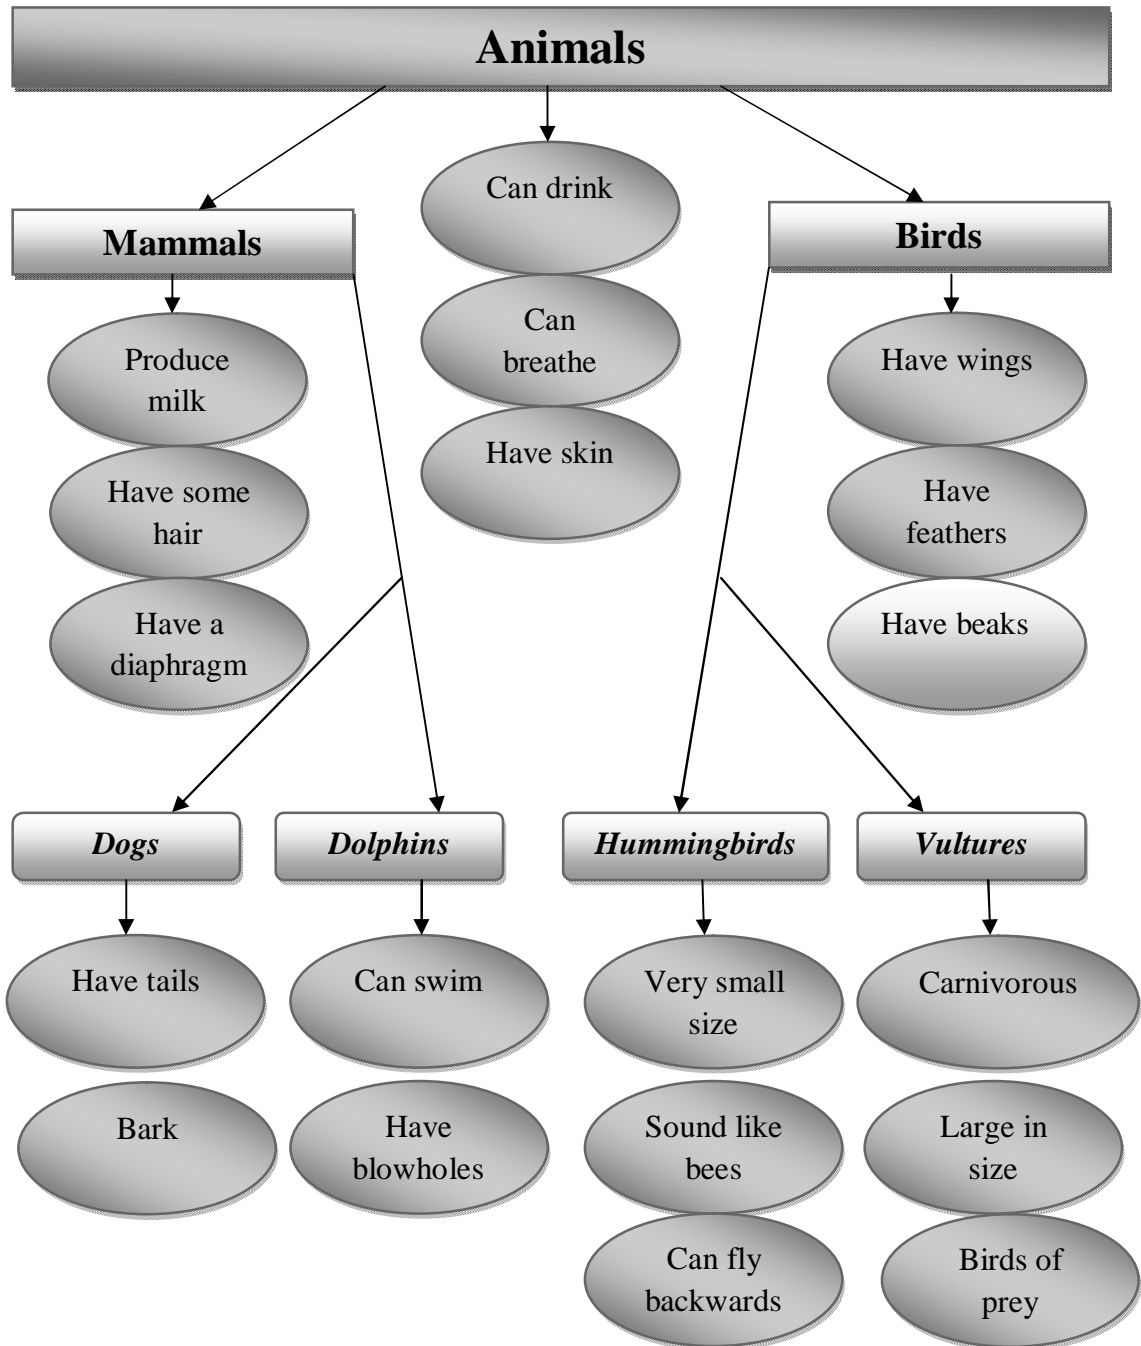 Animals
Can drink
Mammals
Birds
Can
breathe
Produce
milk
Have wings
Have skin
Have some
hair
Have
feathers
Have a
diaphragm
Have beaks
Dogs
Dolphins
Hummingbirds
Vultures
Have tails
Can swim
Very small
size
Carnivorous
Bark
Have
blowholes
Sound like
bees
Large in
size
Can fly
backwards
Birds of
prey